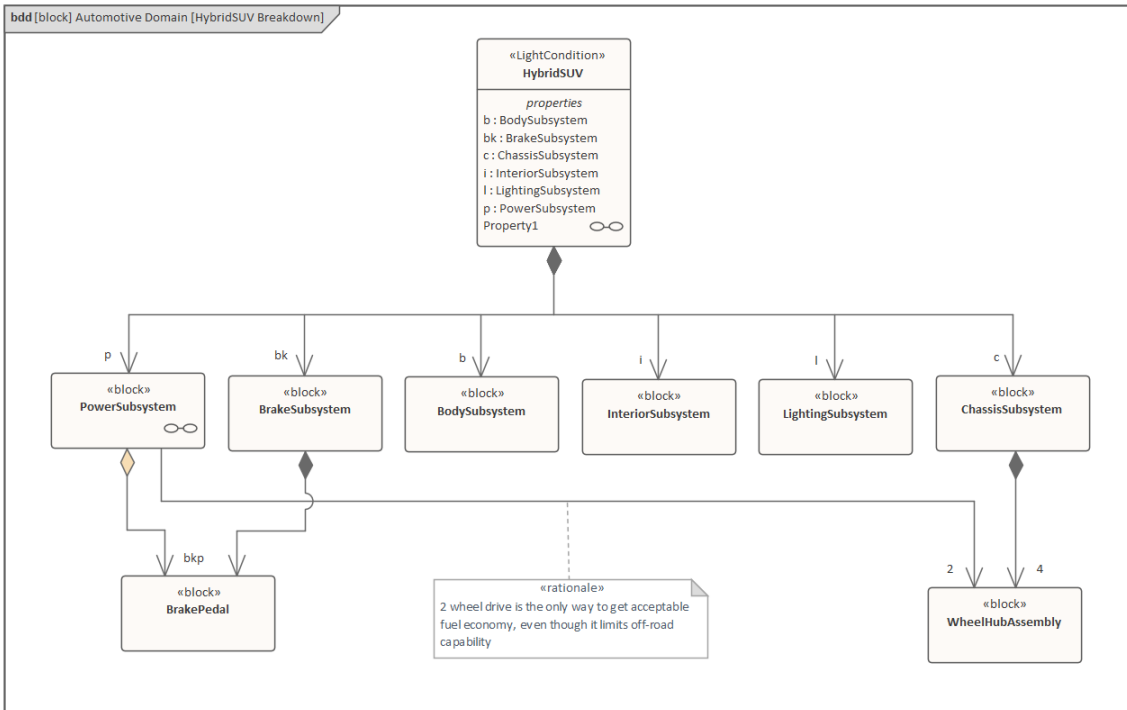 bdd [block] Automotive Domain [HybridSUV Breakdown]
«LightCondition»
HybridSUV
properties
b : BodySubsystem
bk : BrakeSubsystem
c : ChassisSubsystem
i : InteriorSubsystem
l : LightingSubsystem
p : PowerSubsystem
Property1
p
bk
b
i
l
c
«block»
PowerSubsystem
«block»
BrakeSubsystem
«block»
BodySubsystem
«block»
InteriorSubsystem
«block»
LightingSubsystem
«block»
ChassisSubsystem
bkp
2
4
«block»
BrakePedal
«rationale»
2 wheel drive is the only way to get acceptable
fuel economy, even though it limits off-road
capability
«block»
WheelHubAssembly